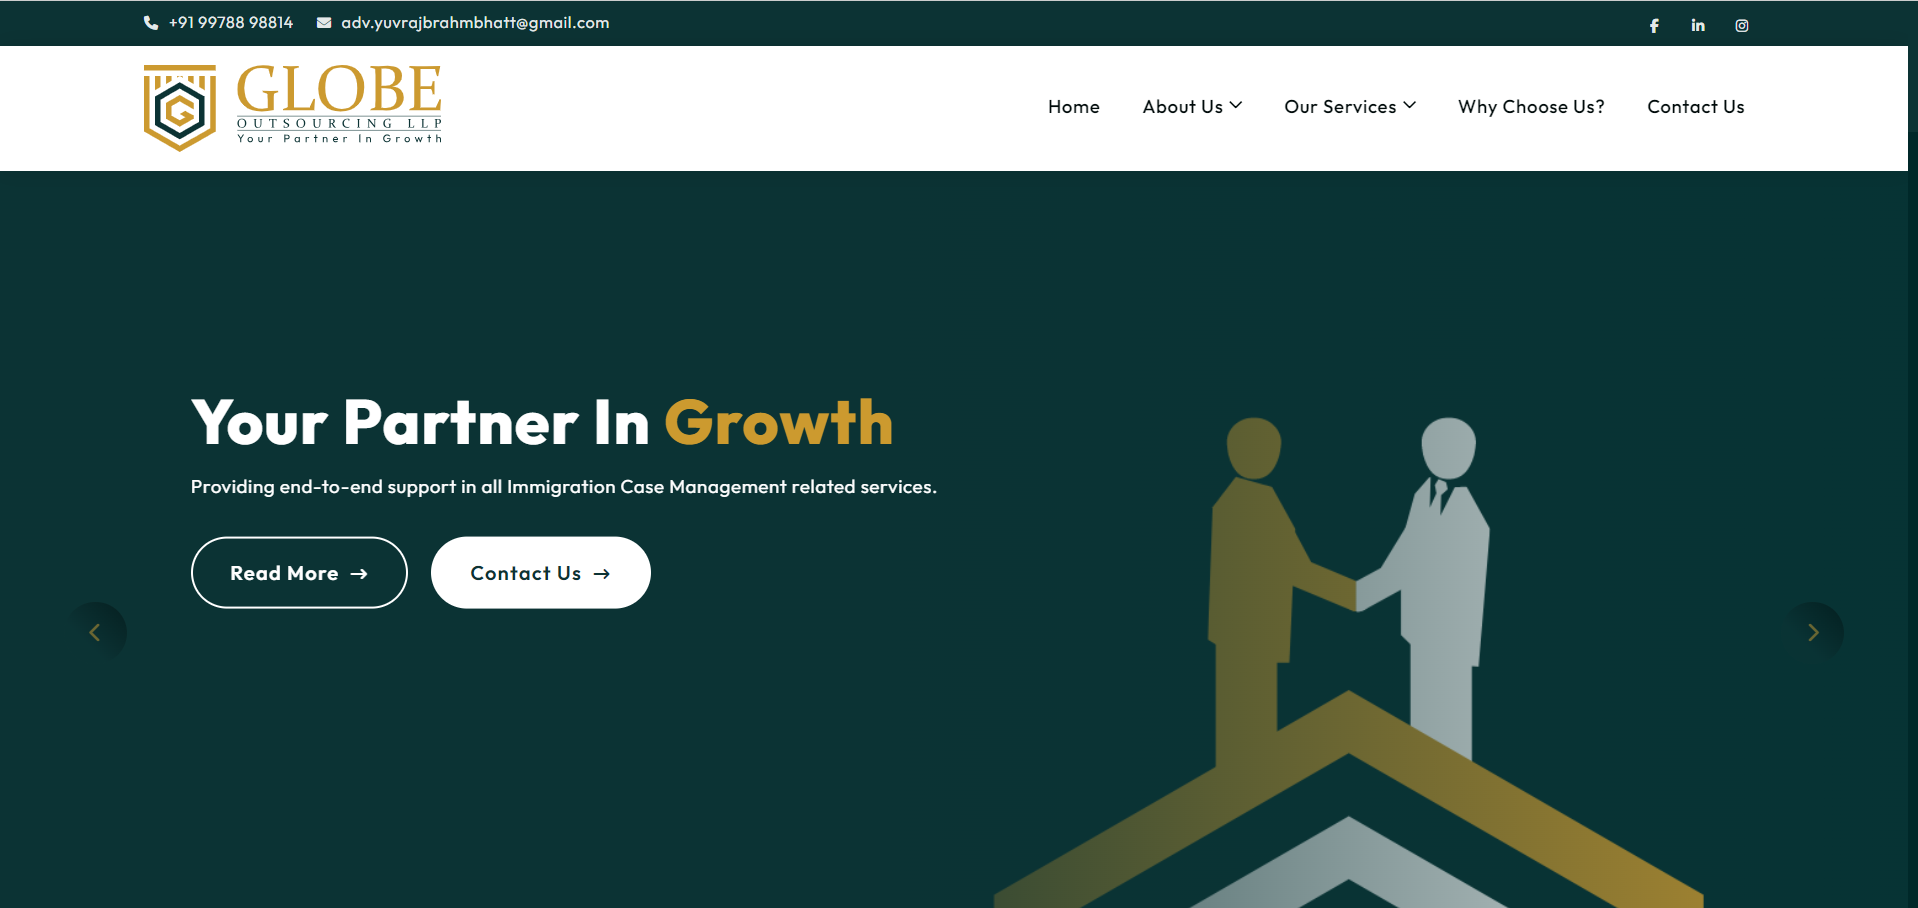 +91 99788 98814 adv.yuvrajbrahmbhatt@gmail.com
GLOBE
OUTSOURCING LLP
Your Partner In Growth
Home About Us Our Services Why Choose Us? Contact Us
Your Partner In Growth
Providing end-to-end support in all Immigration Case Management related services.
Read More → Contact Us →